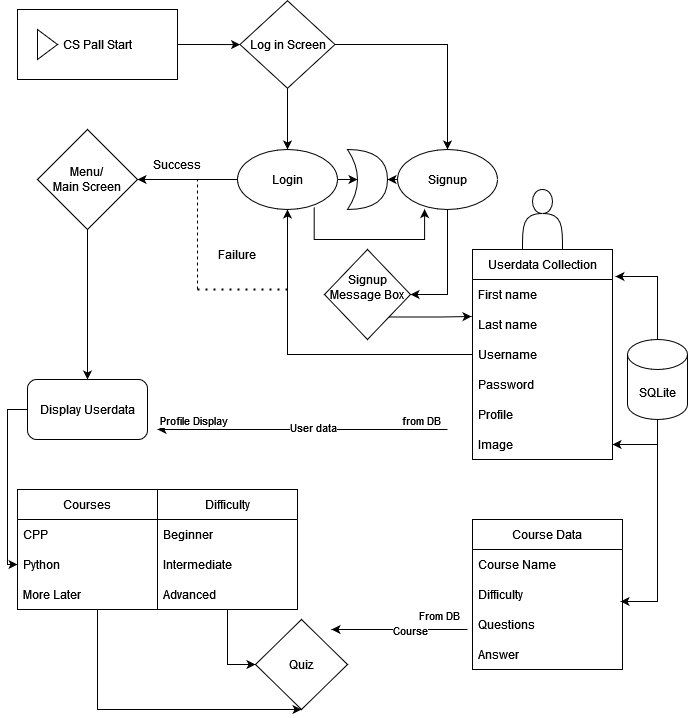 CS Pall Start
Log in Screen
Menu/
Main Screen
Success
Login
Signup
Failure
Signup
Message Box
Userdata Collection
First name
Last name
Username
Password
Profile
Image
SQLite
Display Userdata
Profile Display
User data
from DB
Courses
Difficulty
CPP
Beginner
Python
Intermediate
More Later
Advanced
Course Data
Course Name
Difficulty
Questions
Answer
From DB
Course
Quiz